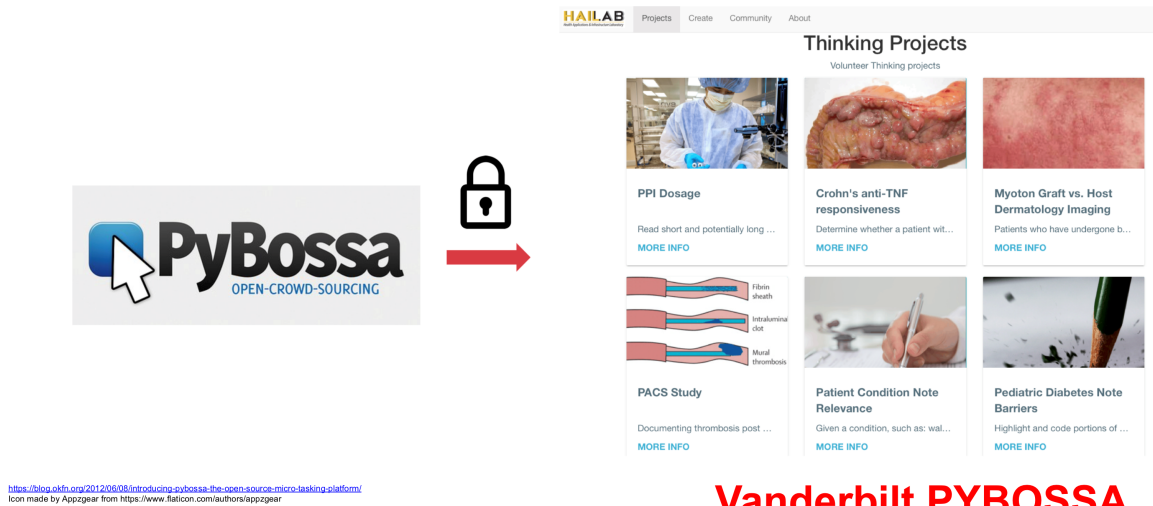 PyBossa
OPEN-CROWD-SOURCING
HAILAB
Health Applications & Infrastructure Laboratory
Projects Create Community About
Thinking Projects
Volunteer Thinking projects
PPI Dosage
Read short and potentially long ...
MORE INFO
Crohn's anti-TNF
responsiveness
Determine whether a patient wit...
MORE INFO
Myoton Graft vs. Host
Dermatology Imaging
Patients who have undergone b...
MORE INFO
Fibrin
sheath
Intraluminal
clot
Mural
thrombosis
PACS Study
Documenting thrombosis post ...
MORE INFO
Patient Condition Note
Relevance
Given a condition, such as: wal...
MORE INFO
Pediatric Diabetes Note
Barriers
Highlight and code portions of ...
MORE INFO
https://blog.okfn.org/2012/06/08/introducing-pybossa-the-open-source-micro-tasking-platform/
Icon made by Appzgear from https://www.flaticon.com/authors/appzgear
Vanderbilt PYBOSSA